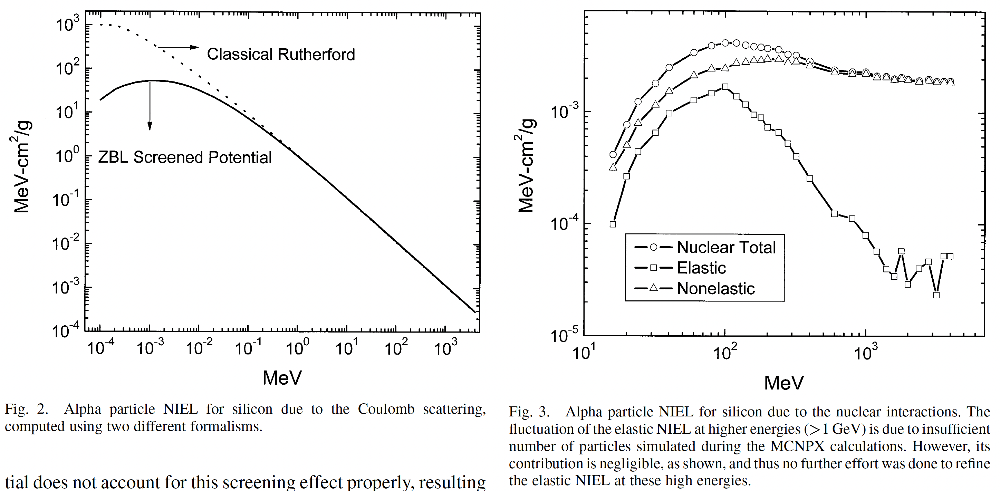 10³
10²
10¹
10⁰
10⁻¹
10⁻²
10⁻³
10⁻⁴
MeV-cm²/g
Classical Rutherford
ZBL Screened Potential
10⁻⁴ 10⁻³ 10⁻² 10⁻¹ 10⁰ 10¹ 10² 10³
MeV
Fig. 2. Alpha particle NIEL for silicon due to the Coulomb scattering,
computed using two different formalisms.
tial does not account for this screening effect properly, resulting
10⁻³
10⁻⁴
10⁻⁵
MeV-cm²/g
Nuclear Total
Elastic
Nonelastic
10¹ 10² 10³
MeV
Fig. 3. Alpha particle NIEL for silicon due to the nuclear interactions. The
fluctuation of the elastic NIEL at higher energies (>1 GeV) is due to insufficient
number of particles simulated during the MCNPX calculations. However, its
contribution is negligible, as shown, and thus no further effort was done to refine
the elastic NIEL at these high energies.